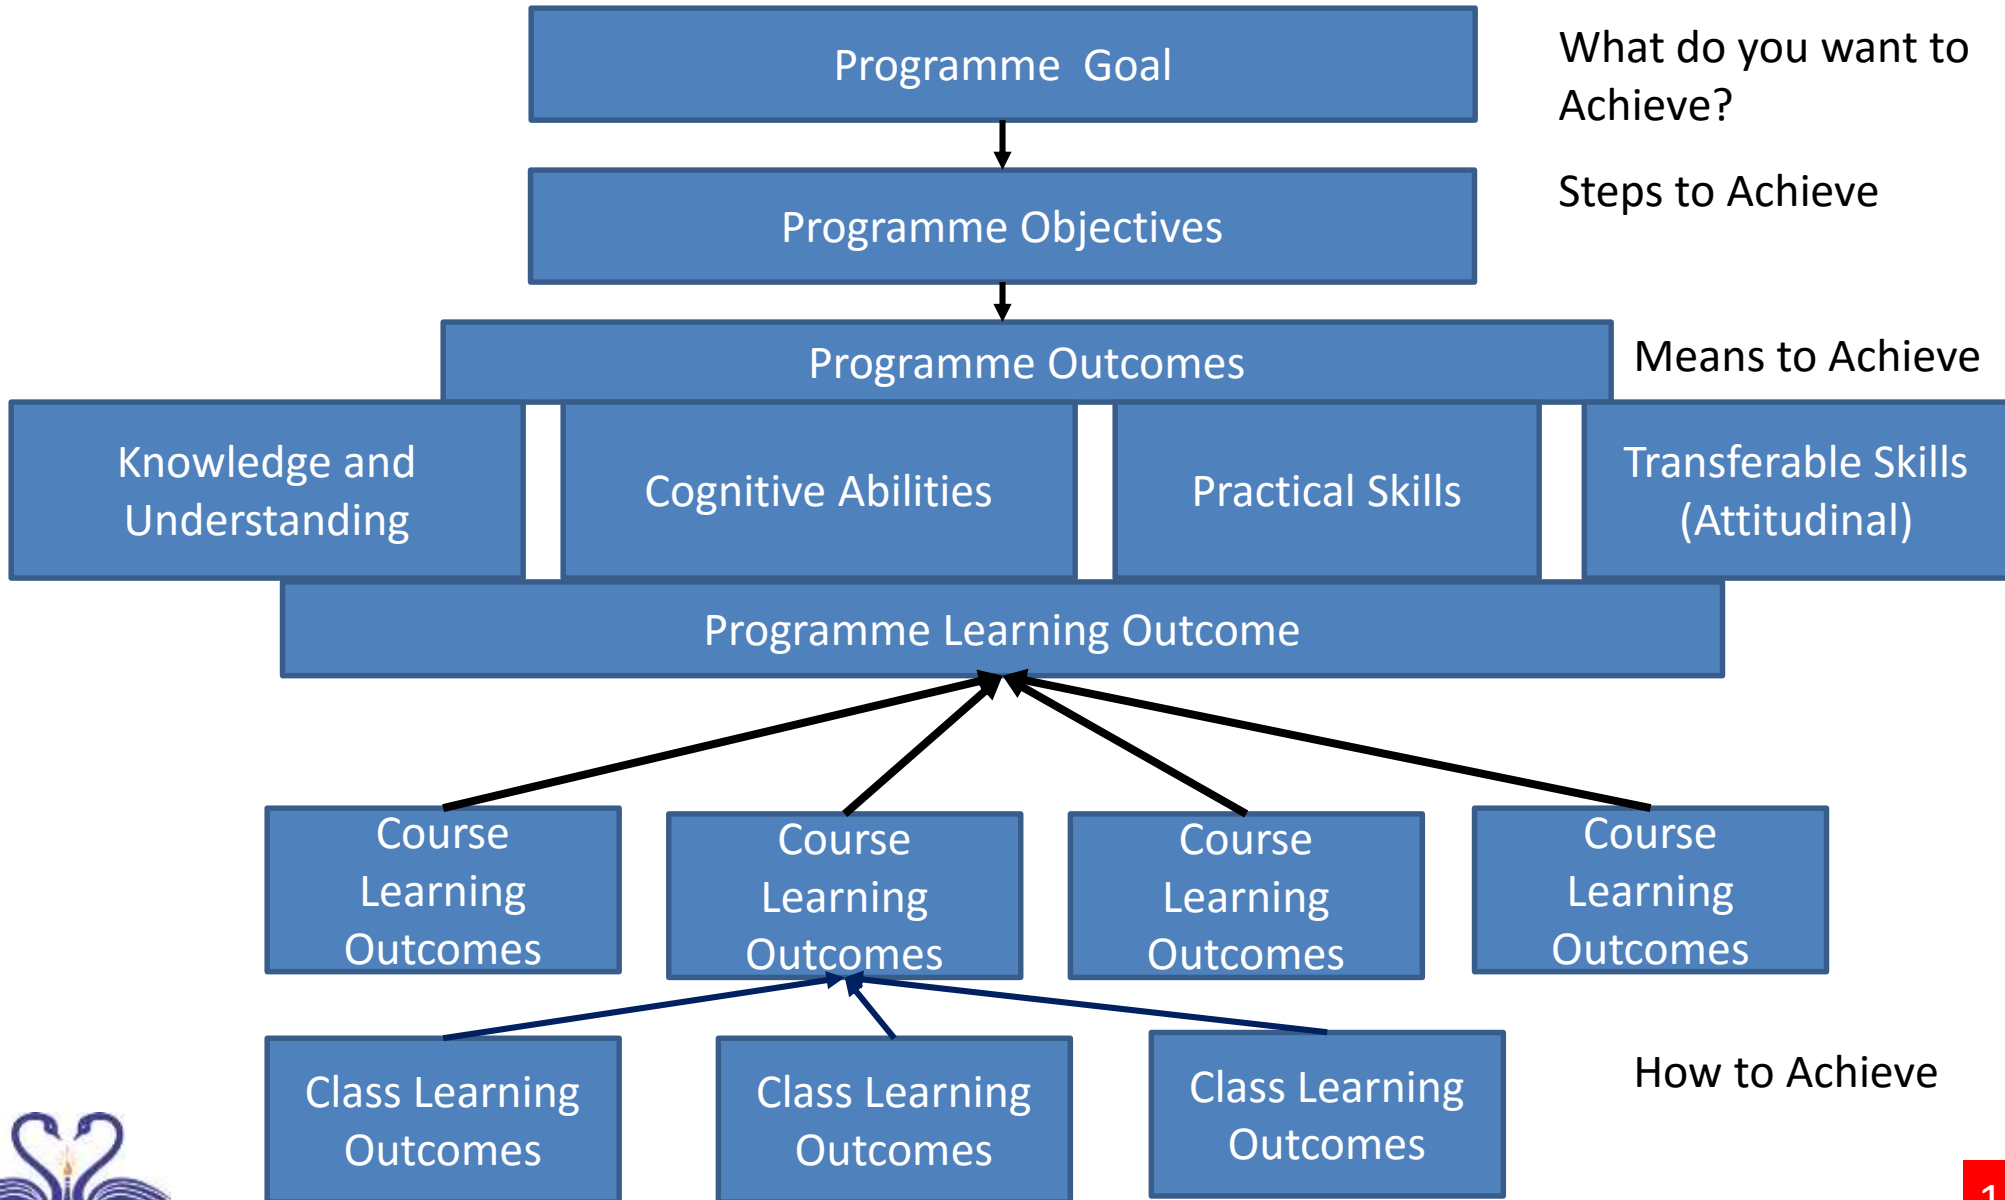 Programme  Goal
What do you want to
Achieve?
Programme Objectives
Steps to Achieve
Programme Outcomes
Means to Achieve
Knowledge and
Understanding
Cognitive Abilities
Practical Skills
Transferable Skills
(Attitudinal)
Programme Learning Outcome
Course
Learning
Outcomes
Course
Learning
Outcomes
Course
Learning
Outcomes
Course
Learning
Outcomes
Class Learning
Outcomes
Class Learning
Outcomes
Class Learning
Outcomes
How to Achieve